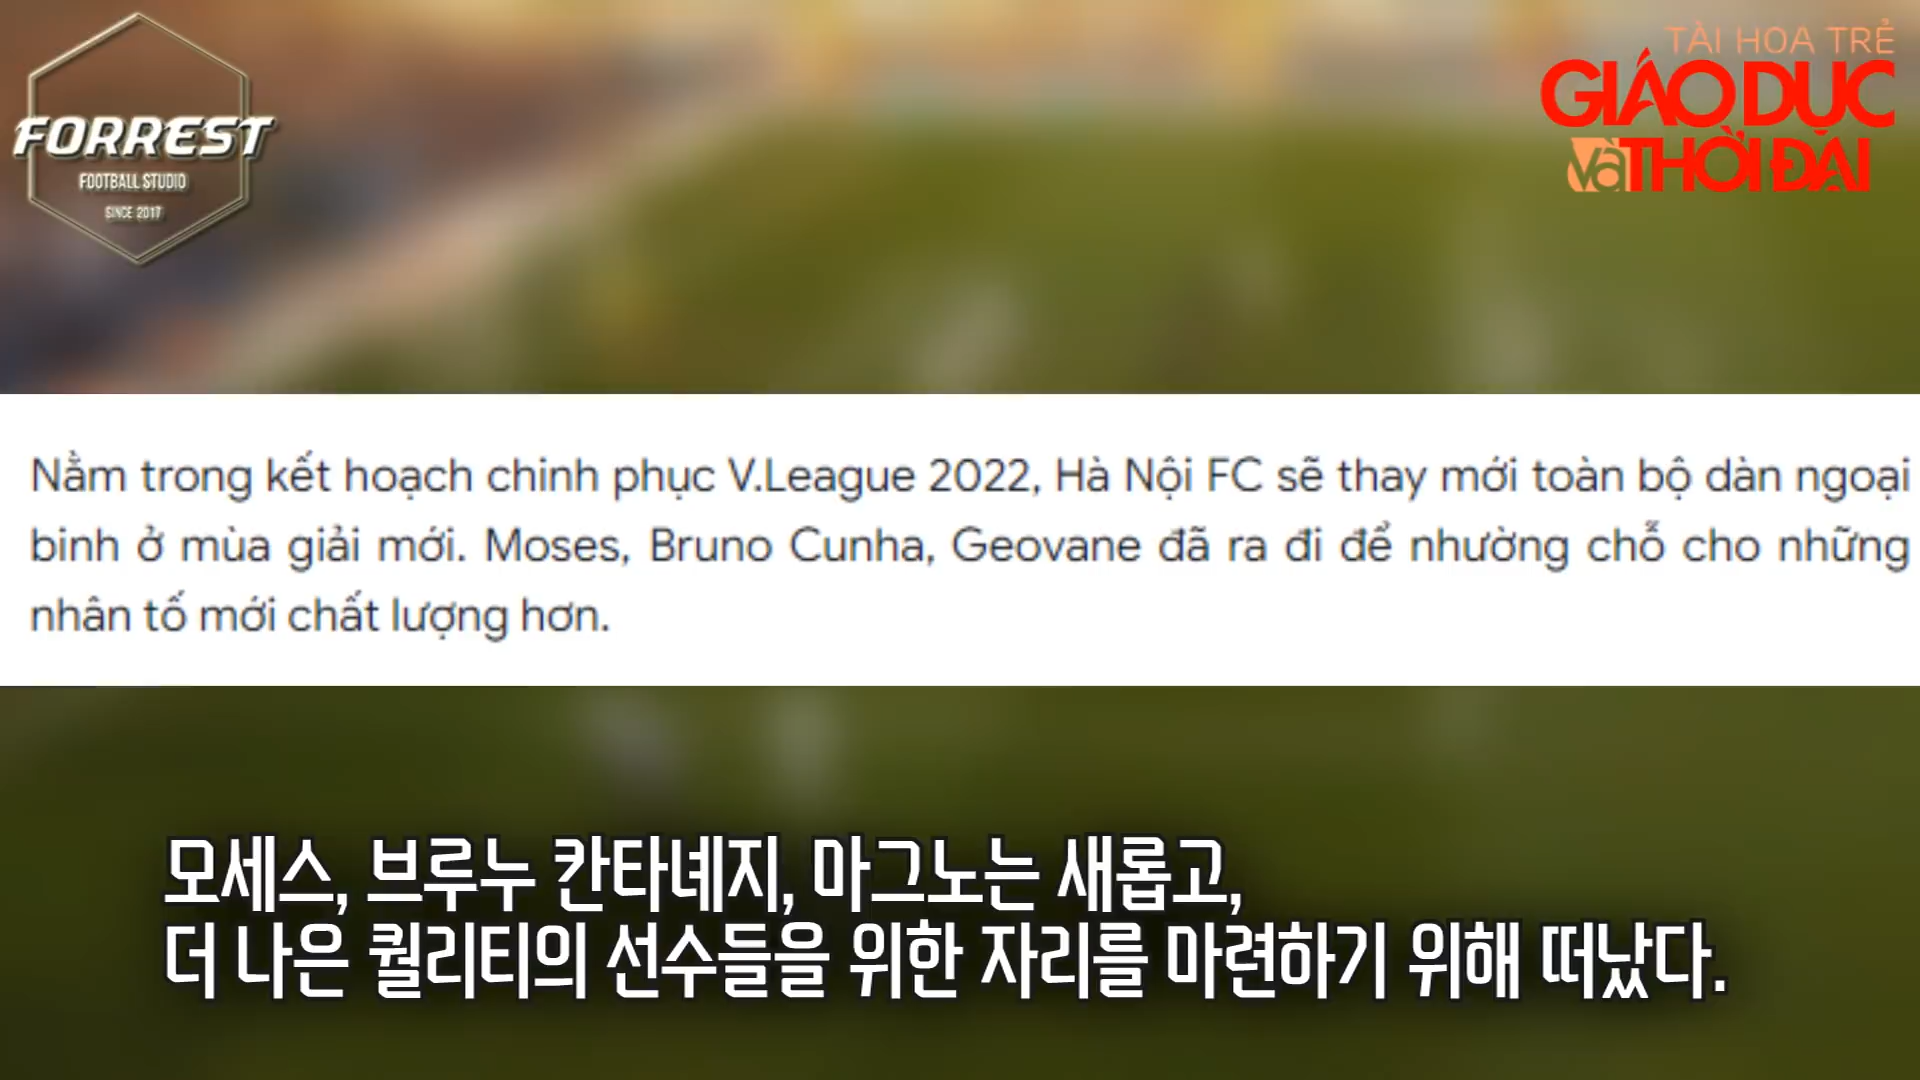 FORREST
FOOTBALL STUDIO
SINCE 2017
TÀI HOA TRẺ
GIÁO DỤC
và THỜI ĐẠI
Nằm trong kết hoạch chinh phục V.League 2022, Hà Nội FC sẽ thay mới toàn bộ dàn ngoại
binh ở mùa giải mới. Moses, Bruno Cunha, Geovane đã ra đi để nhường chỗ cho những
nhân tố mới chất lượng hơn.
모세스, 브루누 칸타녜지, 마그노는 새롭고,
더 나은 퀄리티의 선수들을 위한 자리를 마련하기 위해 떠났다.